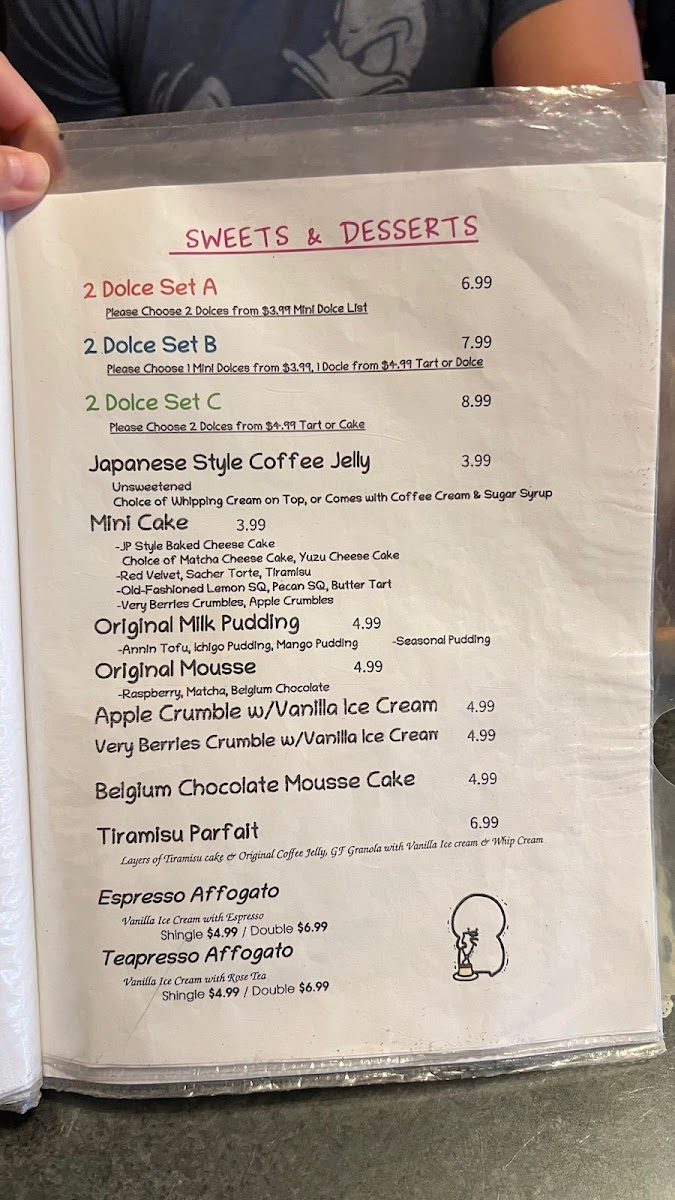 SWEETS & DESSERTS
2 Dolce Set A 6.99
Please Choose 2 Dolces from $3.99 Mini Dolce List
2 Dolce Set B 7.99
Please Choose 1 Mini Dolces from $3.99, 1 Docle from $4.99 Tart or Dolce
2 Dolce Set C 8.99
Please Choose 2 Dolces from $4.99 Tart or Cake
Japanese Style Coffee Jelly 3.99
Unsweetened
Choice of Whipping Cream on Top, or Comes with Coffee Cream & Sugar Syrup
Mini Cake 3.99
-JP Style Baked Cheese Cake
Choice of Matcha Cheese Cake, Yuzu Cheese Cake
-Red Velvet, Sacher Torte, Tiramisu
-Old-Fashioned Lemon SQ, Pecan SQ, Butter Tart
-Very Berries Crumbles, Apple Crumbles
Original Milk Pudding 4.99
-Annin Tofu, Ichigo Pudding, Mango Pudding -Seasonal Pudding
Original Mousse 4.99
-Raspberry, Matcha, Belgium Chocolate
Apple Crumble w/Vanilla Ice Cream 4.99
Very Berries Crumble w/Vanilla Ice Cream 4.99
Belgium Chocolate Mousse Cake 4.99
Tiramisu Parfait 6.99
Layers of Tiramisu cake & Original Coffee Jelly, GF Granola with Vanilla Ice cream & Whip Cream
Espresso Affogato
Vanilla Ice Cream with Espresso
Shingle $4.99 / Double $6.99
Teapresso Affogato
Vanilla Ice Cream with Rose Tea
Shingle $4.99 / Double $6.99